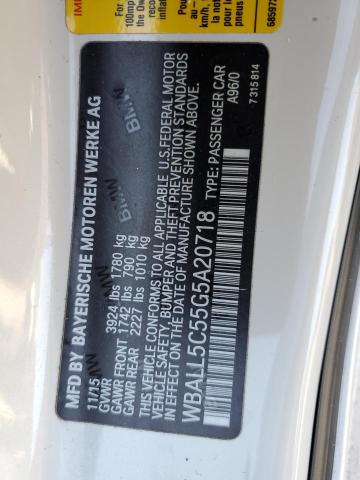 MFD BY BAYERISCHE MOTOREN WERKE AG
11/15
GVWR 3924 lbs 1780 kg
GAWR FRONT 1742 lbs 790 kg
GAWR REAR 2227 lbs 1010 kg
THIS VEHICLE CONFORMS TO ALL APPLICABLE U.S. FEDERAL MOTOR
VEHICLE SAFETY, BUMPER AND THEFT PREVENTION STANDARDS
IN EFFECT ON THE DATE OF
MANUFACTURE SHOWN ABOVE
WBALL5C55G5A20718 TYPE: PASSENGER CAR
A96/0
7 315 814
BMW
BMW